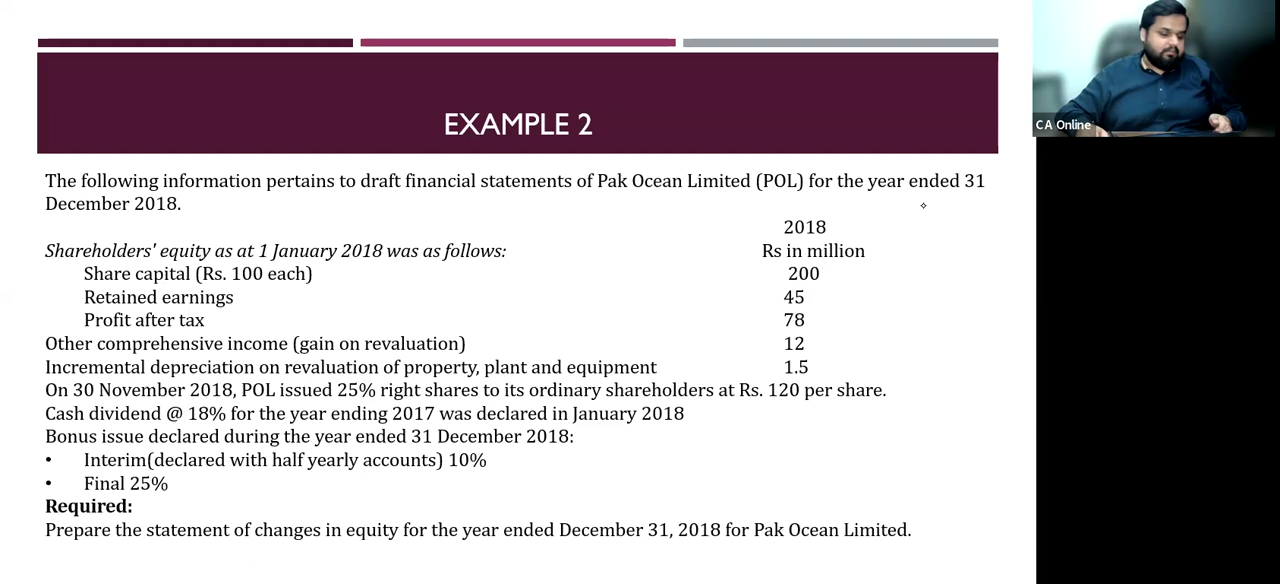 EXAMPLE 2
CA Online
The following information pertains to draft financial statements of Pak Ocean Limited (POL) for the year ended 31
December 2018.
2018
Shareholders' equity as at 1 January 2018 was as follows: Rs in million
Share capital (Rs. 100 each) 200
Retained earnings 45
Profit after tax 78
Other comprehensive income (gain on revaluation) 12
Incremental depreciation on revaluation of property, plant and equipment 1.5
On 30 November 2018, POL issued 25% right shares to its ordinary shareholders at Rs. 120 per share.
Cash dividend @ 18% for the year ending 2017 was declared in January 2018
Bonus issue declared during the year ended 31 December 2018:
• Interim(declared with half yearly accounts) 10%
• Final 25%
Required:
Prepare the statement of changes in equity for the year ended December 31, 2018 for Pak Ocean Limited.